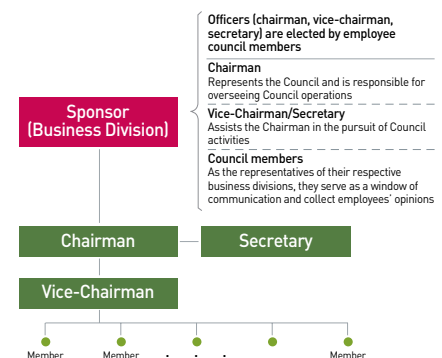 Officers (chairman, vice-chairman,
secretary) are elected by employee
council members
Chairman
Represents the Council and is responsible for
overseeing Council operations
Vice-Chairman/Secretary
Assists the Chairman in the pursuit of Council
activities
Council members
As the representatives of their respective
business divisions, they serve as a window of
communication and collect employees' opinions
Sponsor
(Business Division)
Chairman
Secretary
Vice-Chairman
Member
Member
Member